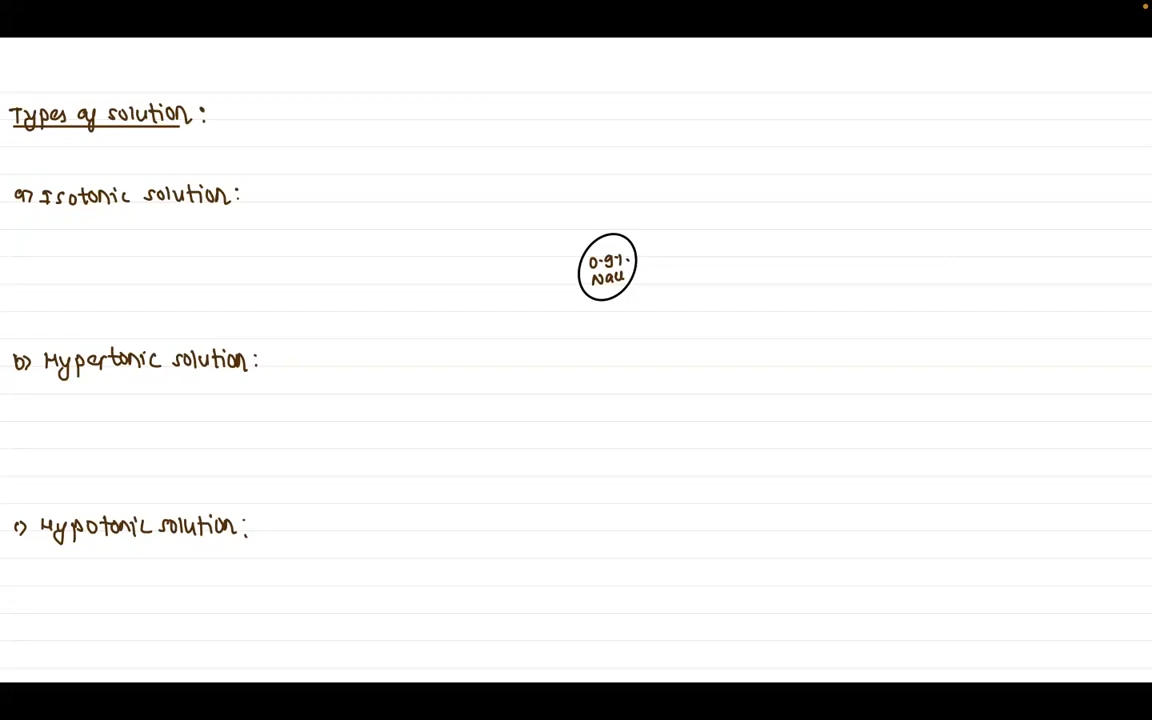 Types of solution:
a) Isotonic solution:
0.9%
NaCl
b) Hypertonic solution:
c) Hypotonic solution: